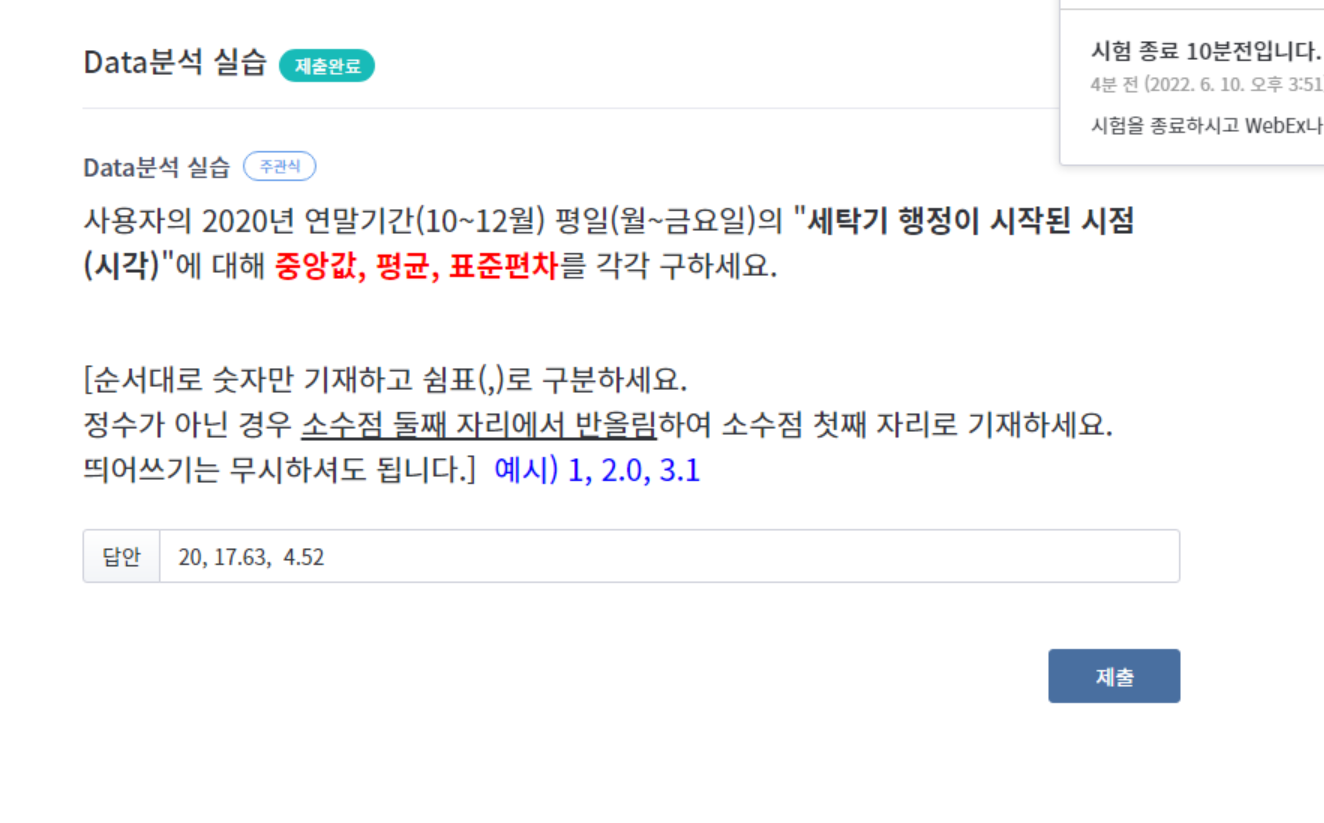 Data분석 실습 제출완료
시험 종료 10분전입니다.
4분 전 (2022. 6. 10. 오후 3:51
시험을 종료하시고 WebEx나
Data분석 실습 주관식
사용자의 2020년 연말기간(10~12월) 평일(월~금요일)의 "세탁기 행정이 시작된 시점
(시각)"에 대해 중앙값, 평균, 표준편차를 각각 구하세요.
[순서대로 숫자만 기재하고 쉼표(,)로 구분하세요.
정수가 아닌 경우 소수점 둘째 자리에서 반올림하여 소수점 첫째 자리로 기재하세요.
띄어쓰기는 무시하셔도 됩니다.] 예시) 1, 2.0, 3.1
답안 20, 17.63, 4.52
제출